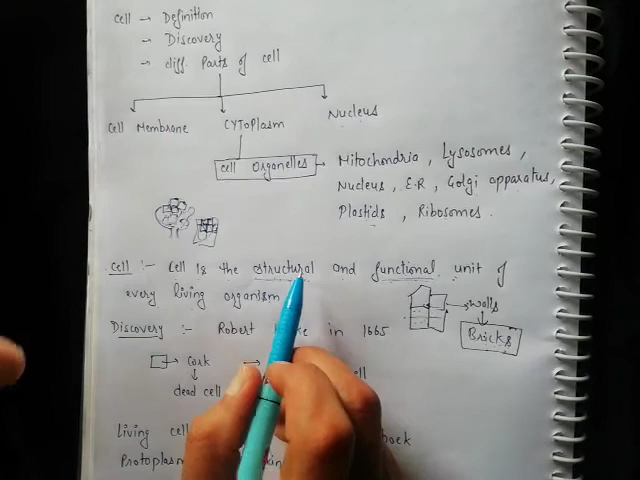 Cell → Definition
- Discovery
- diff. Parts of cell
Cell Membrane CYToplasm Nucleus
Cell Organelles → Mitochondria, Lysosomes,
Nucleus, E.R, Golgi apparatus,
Plastids, Ribosomes.
Cell :- Cell is the structural and functional unit of
every living organism
→ walls
Bricks
Discovery :- Robert in 1665
→ Cork →
dead cell
Living